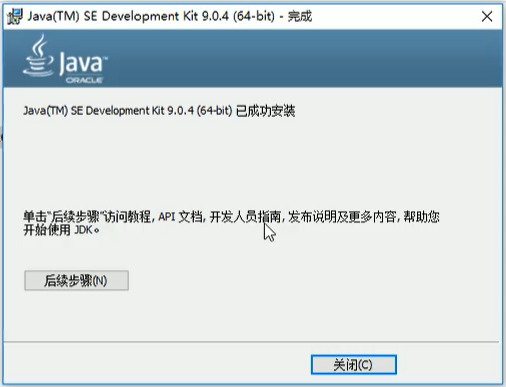 Java(TM) SE Development Kit 9.0.4 (64-bit) - 完成
Java
ORACLE
Java(TM) SE Development Kit 9.0.4 (64-bit) 已成功安装
单击"后续步骤"访问教程, API 文档, 开发人员指南, 发布说明及更多内容, 帮助您
开始使用 JDK。
后续步骤(N)
关闭(C)